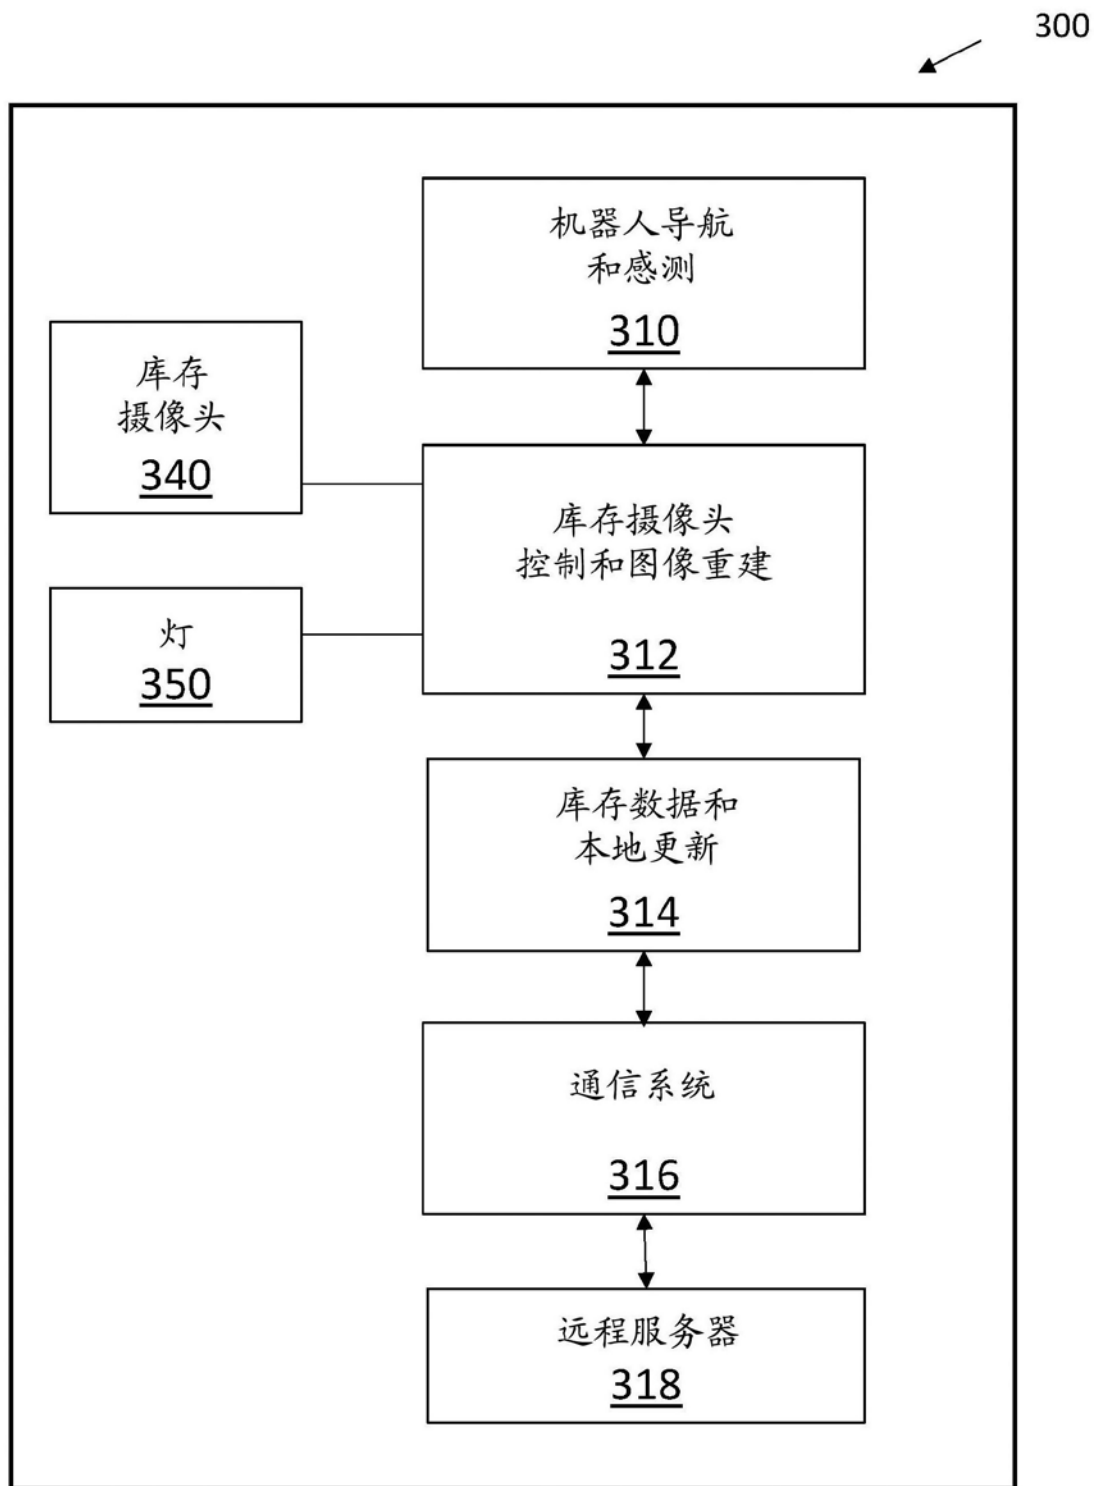 300
机器人导航
和感测
310
库存
摄像头
340
库存摄像头
控制和图像重建
312
灯
350
库存数据和
本地更新
314
通信系统
316
远程服务器
318